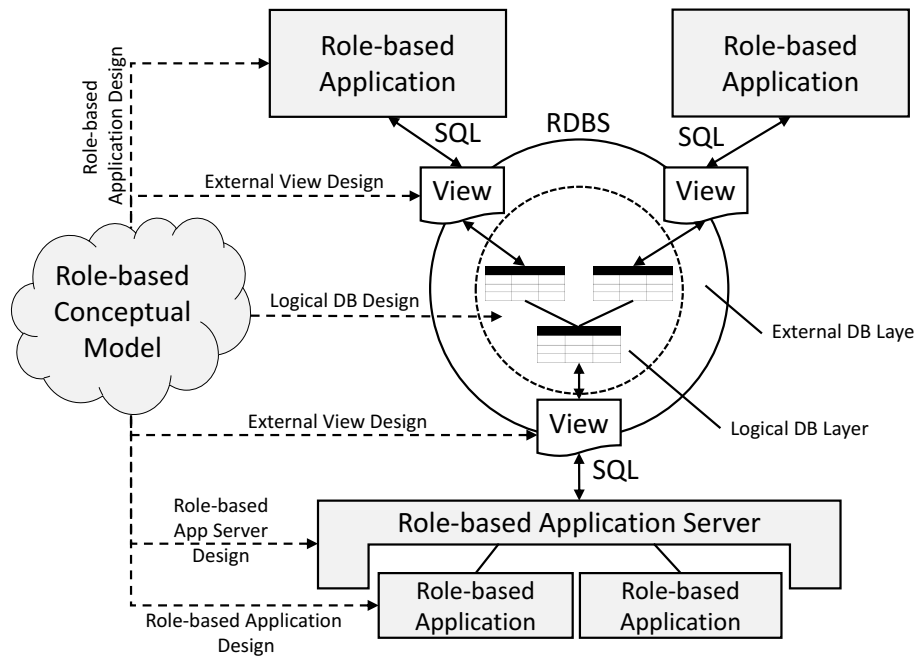 Role-based
Application
Role-based
Application
Role-based
Application Design
SQL
RDBS
SQL
External View Design
View
View
Role-based
Conceptual
Model
Logical DB Design
External DB Laye
External View Design
View
Logical DB Layer
SQL
Role-based
App Server
Design
Role-based Application Server
Role-based
Application
Role-based
Application
Role-based Application
Design